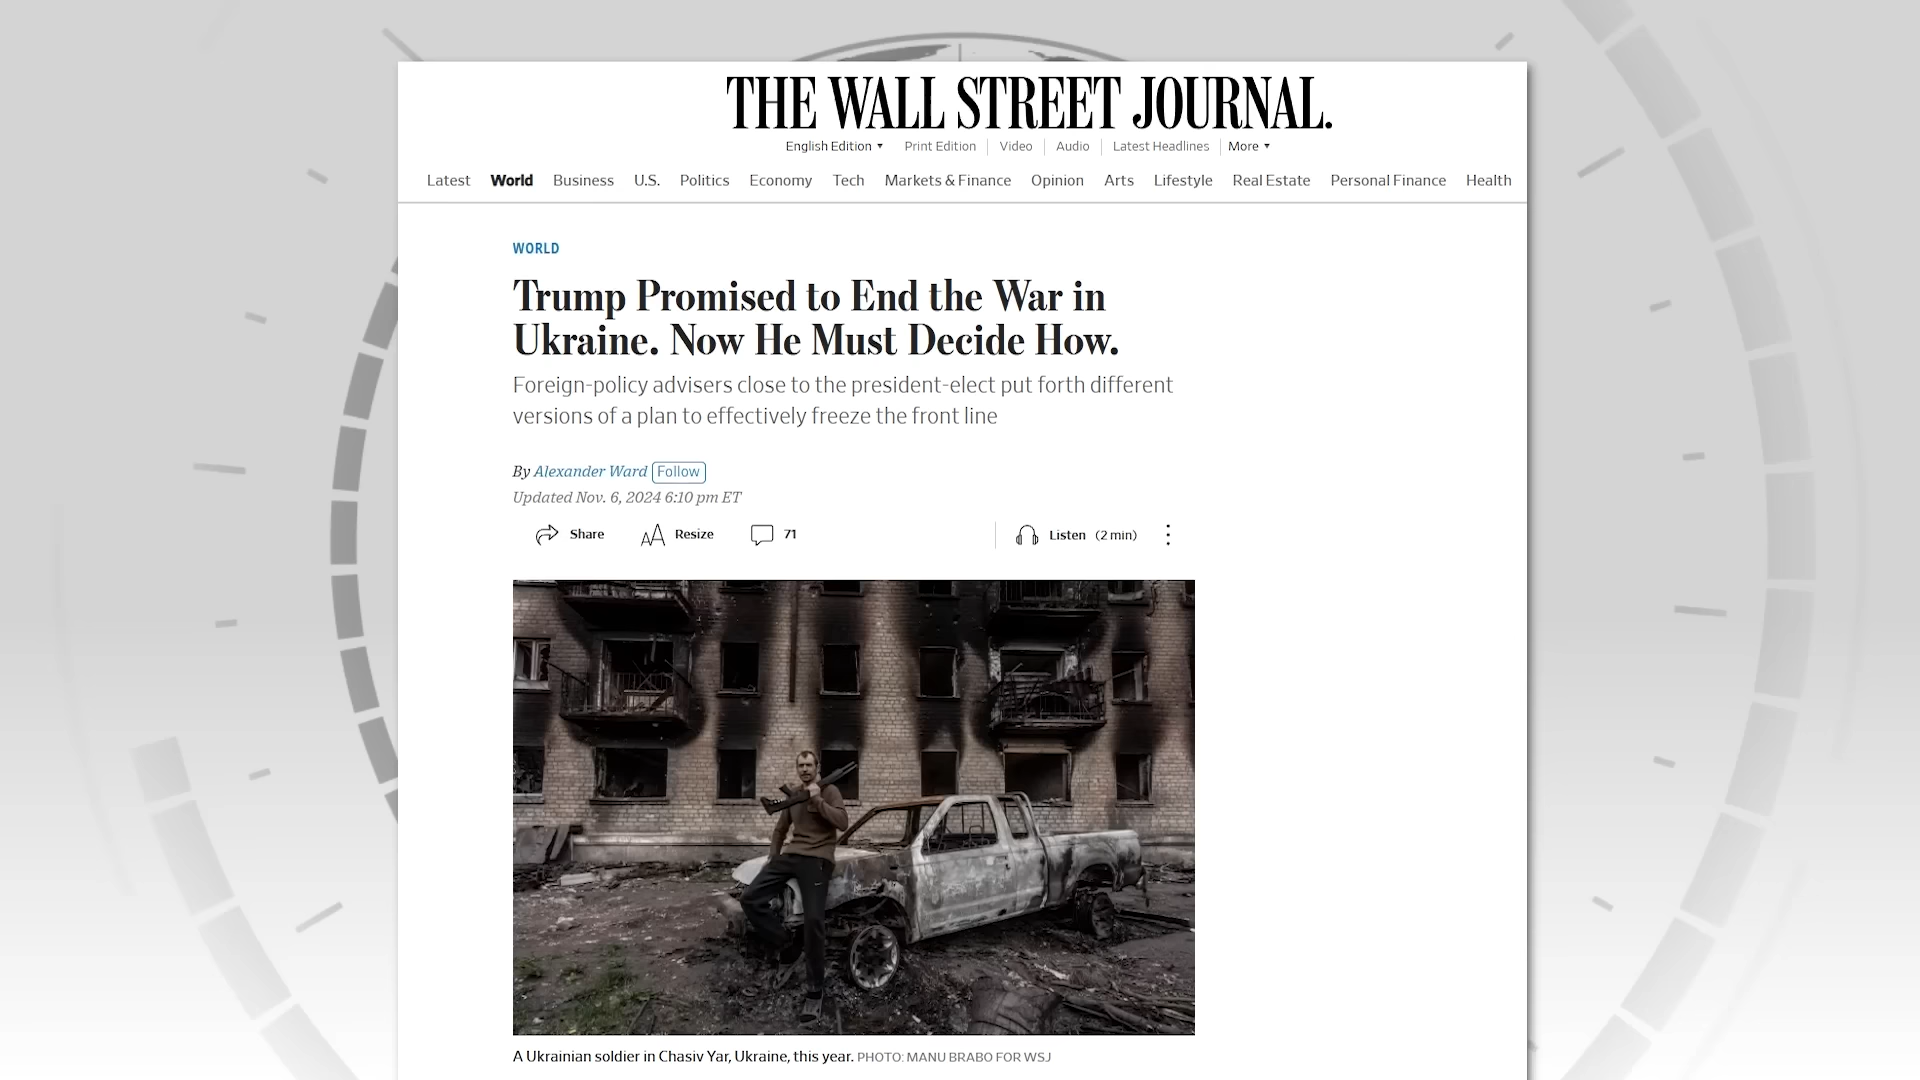 THE WALL STREET JOURNAL.
English Edition Print Edition Video Audio Latest Headlines More
Latest World Business U.S. Politics Economy Tech Markets & Finance Opinion Arts Lifestyle Real Estate Personal Finance Health
WORLD
Trump Promised to End the War in
Ukraine. Now He Must Decide How.
Foreign-policy advisers close to the president-elect put forth different
versions of a plan to effectively freeze the front line
By Alexander Ward Follow
Updated Nov. 6, 2024 6:10 pm ET
Share Resize 71 Listen (2 min)
A Ukrainian soldier in Chasiv Yar, Ukraine, this year. PHOTO: MANU BRABO FOR WSJ